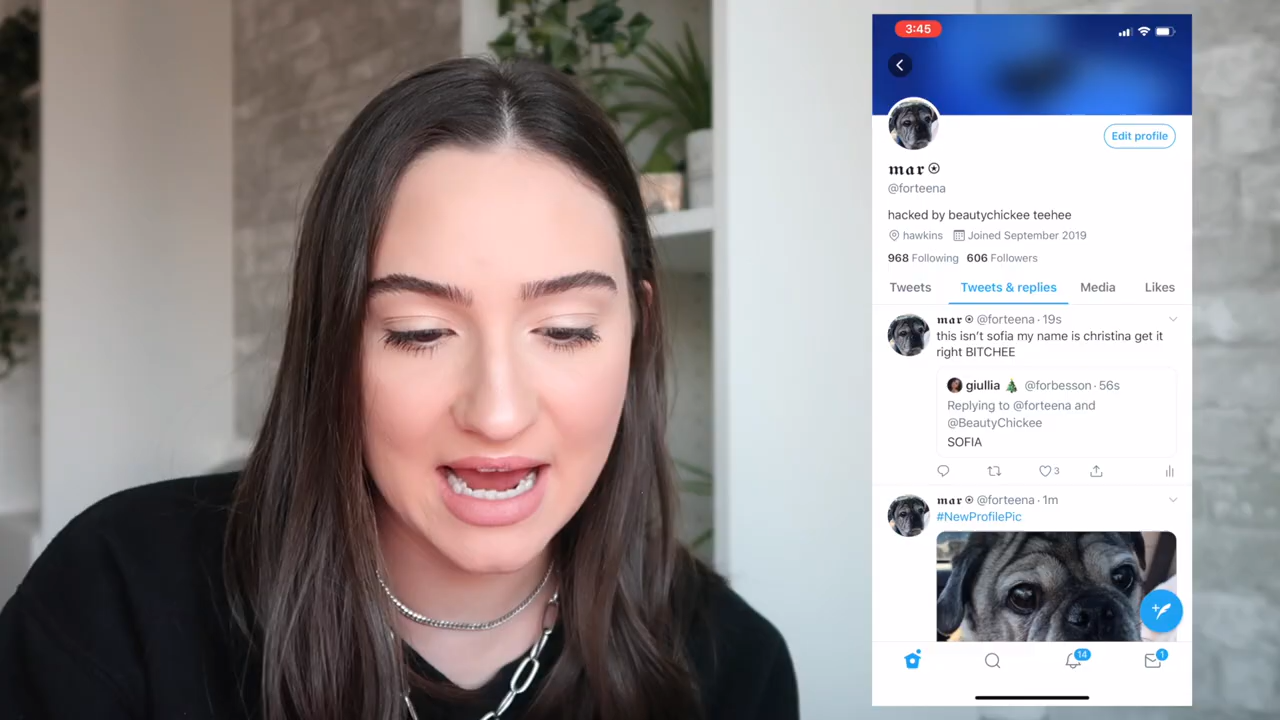 3:45
Edit profile
mar
@forteena
hacked by beautychickee teehee
hawkins Joined September 2019
968 Following 606 Followers
Tweets Tweets & replies Media Likes
mar @forteena · 19s
this isn't sofia my name is christina get it
right BITCHEE
giullia 🎄 @forbesson · 56s
Replying to @forteena and
@BeautyChickee
SOFIA
3
mar @forteena · 1m
#NewProfilePic
14
1